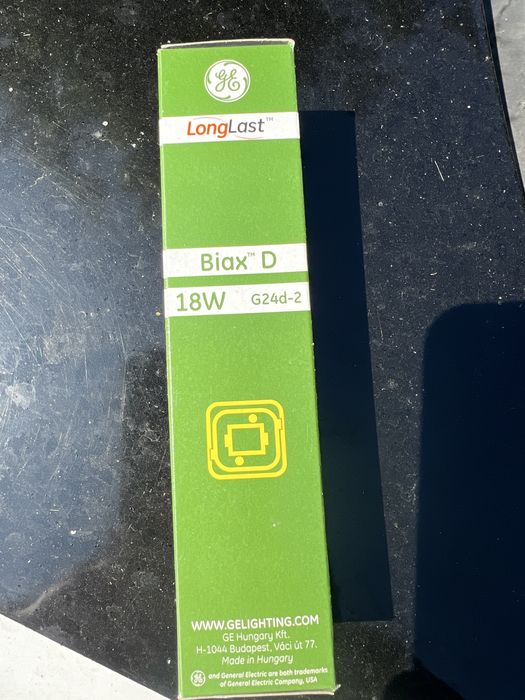 GE
LongLast™
Biax™ D
18W G24d-2
WWW.GELIGHTING.COM
GE Hungary Kft.
H-1044 Budapest, Váci út 77.
Made in Hungary
GE and General Electric are both trademarks
of General Electric Company, USA